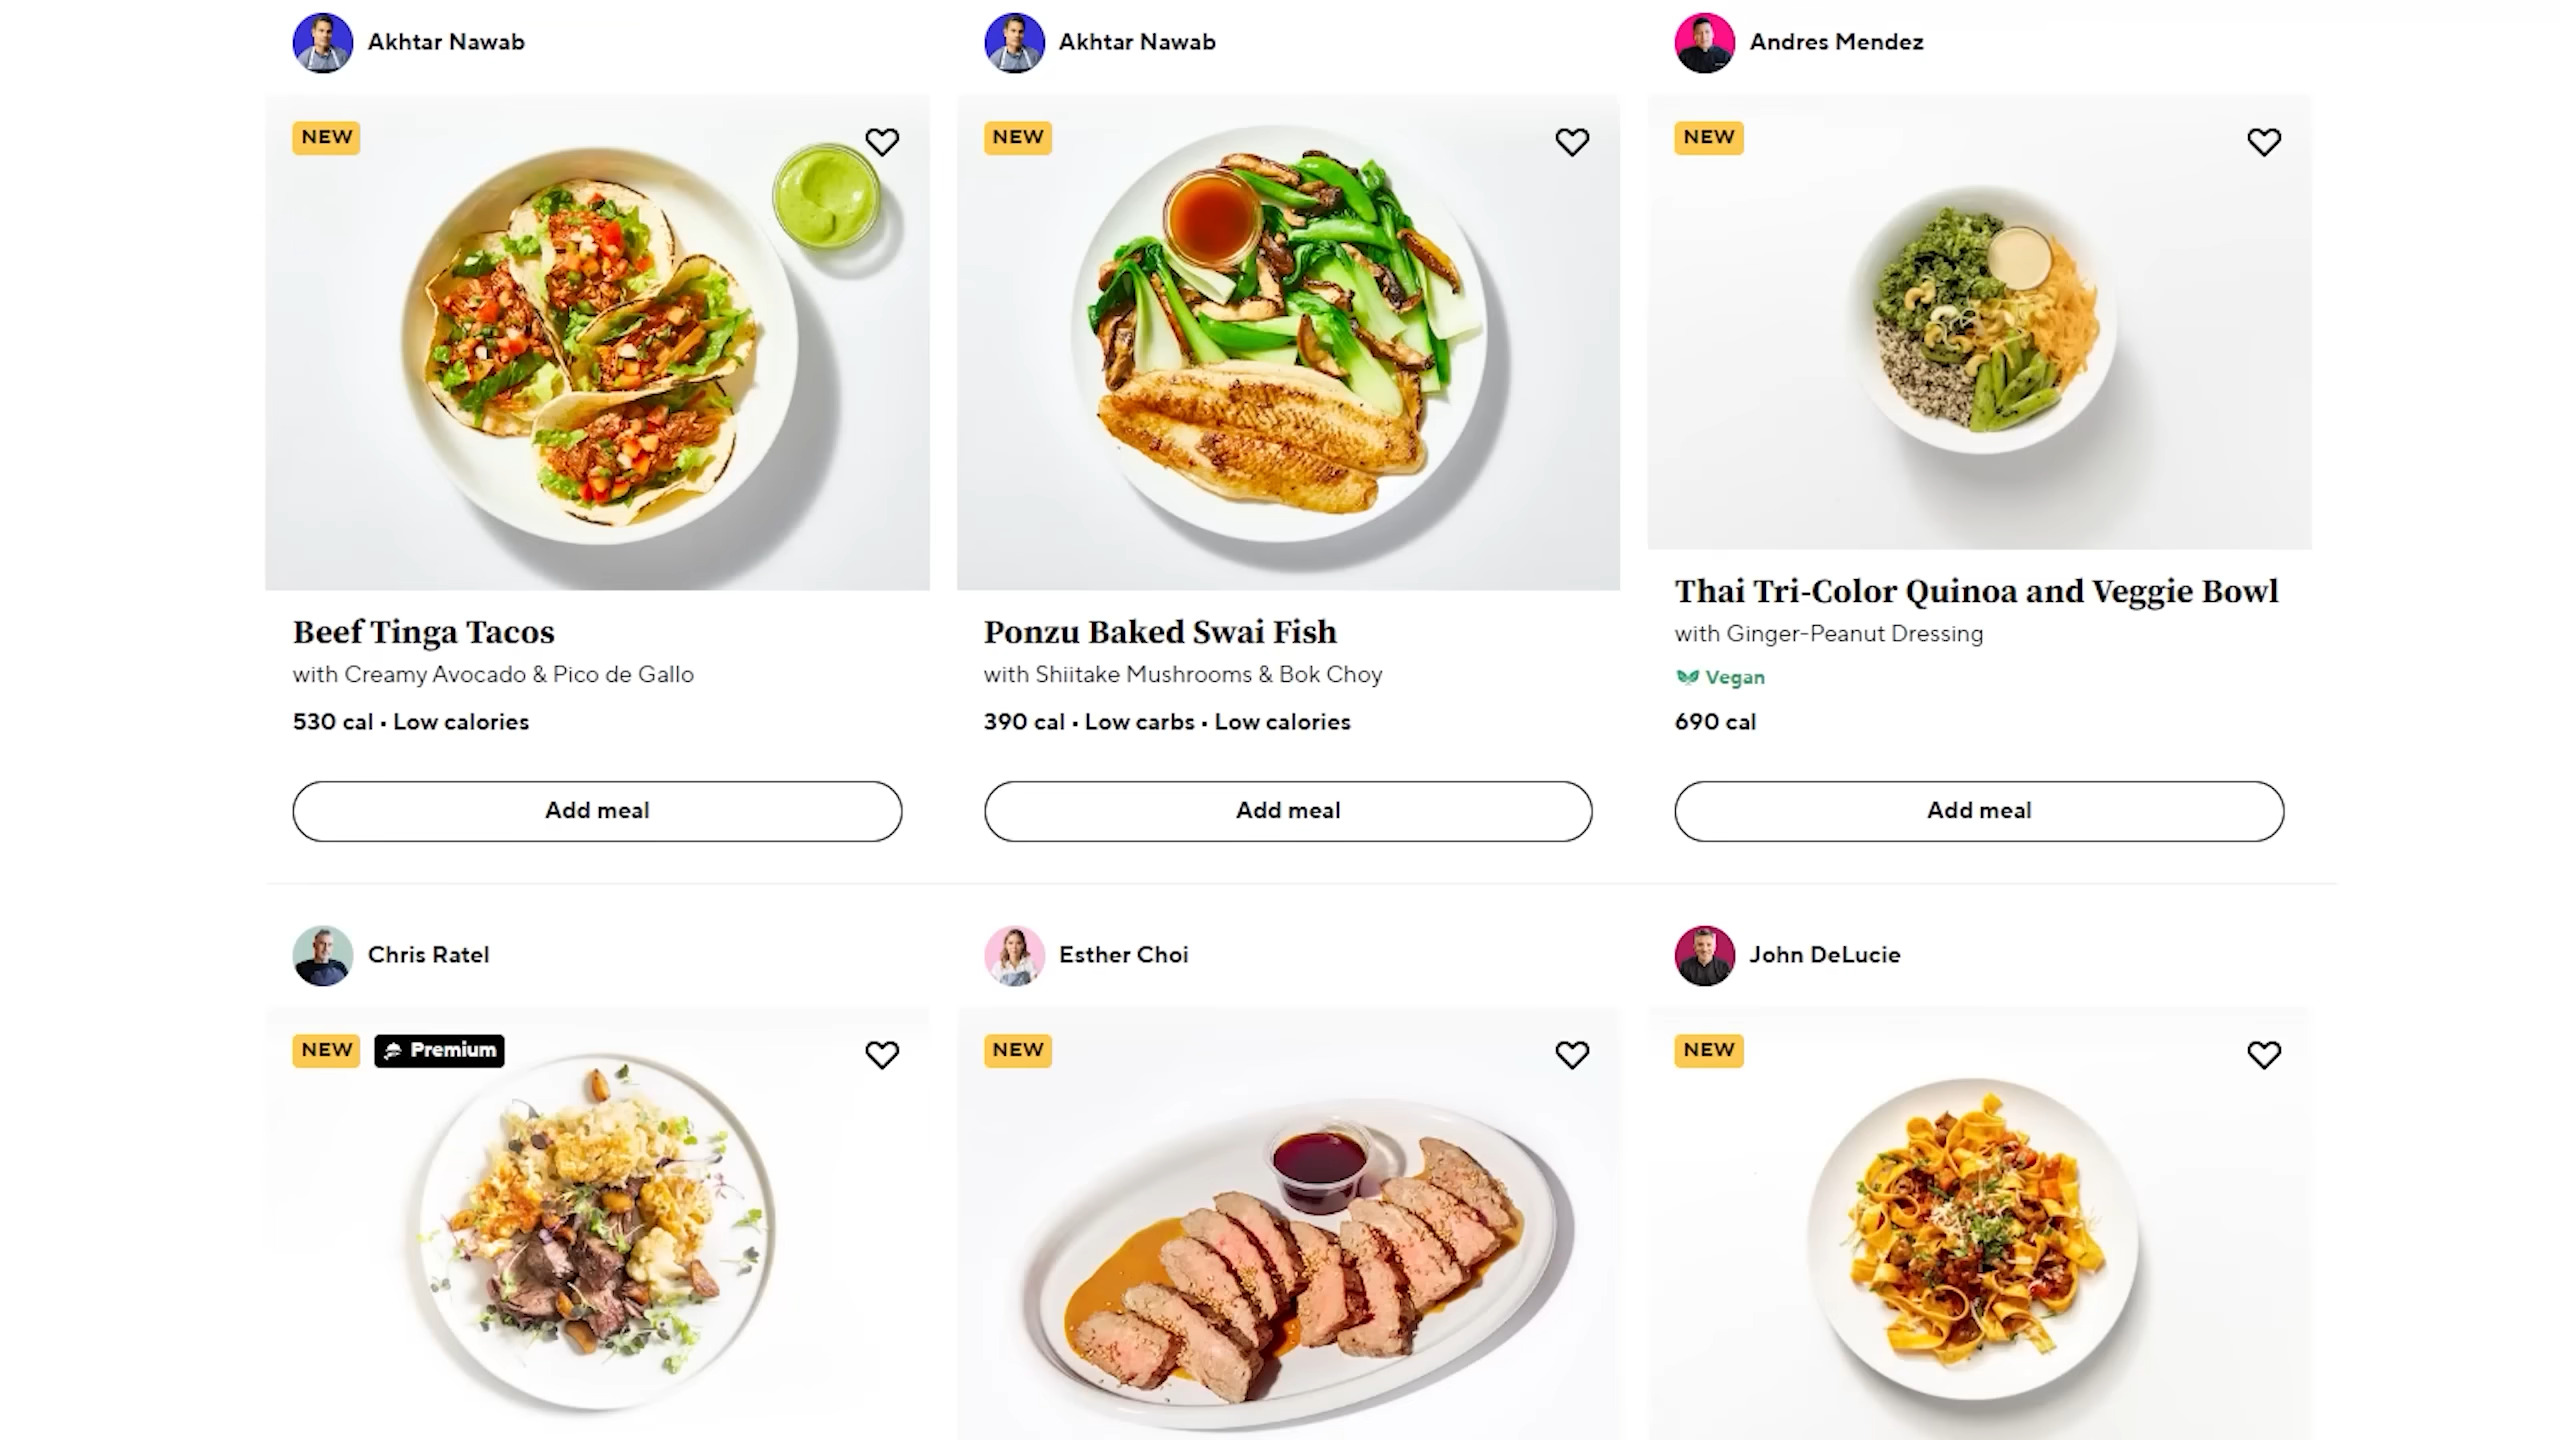 Akhtar Nawab
NEW
Beef Tinga Tacos
with Creamy Avocado & Pico de Gallo
530 cal • Low calories
Add meal
Akhtar Nawab
NEW
Ponzu Baked Swai Fish
with Shiitake Mushrooms & Bok Choy
390 cal • Low carbs • Low calories
Add meal
Andres Mendez
NEW
Thai Tri-Color Quinoa and Veggie Bowl
with Ginger-Peanut Dressing
Vegan
690 cal
Add meal
Chris Ratel
NEW Premium
Esther Choi
NEW
John DeLucie
NEW